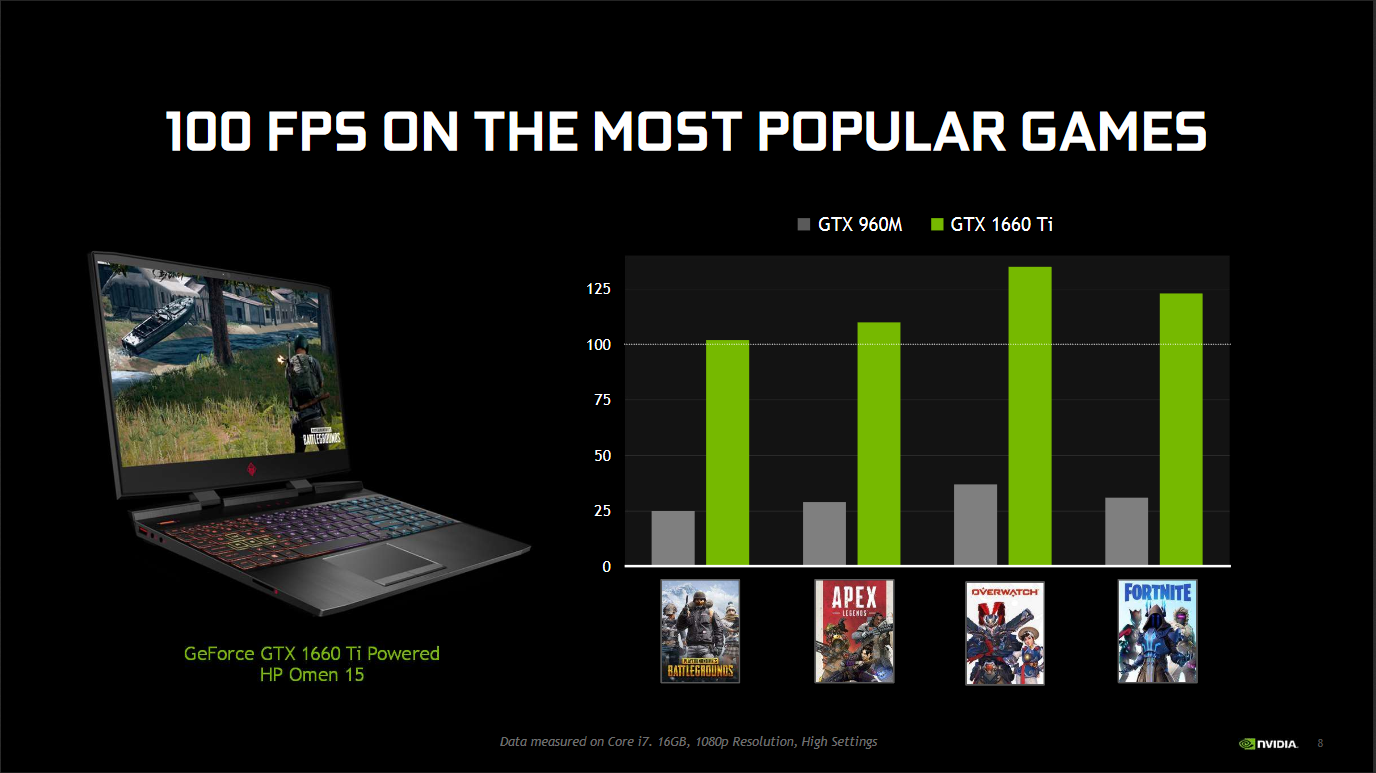 100 FPS ON THE MOST POPULAR GAMES
GTX 960M
GTX 1660 Ti
125
100
75
50
25
0
BATTLEGROUNDS
GeForce GTX 1660 Ti Powered
HP Omen 15
BATTLEGROUNDS
APEX
LEGENDS
OVERWATCH
FORTNITE
Data measured on Core i7. 16GB, 1080p Resolution, High Settings
NVIDIA.
8